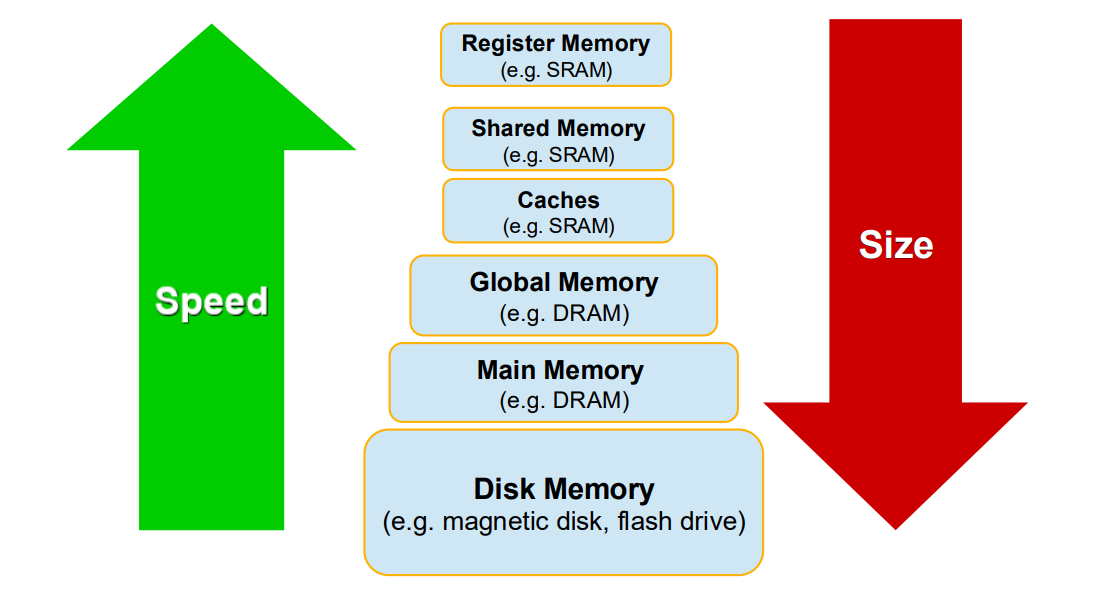 Register Memory
(e.g. SRAM)
Shared Memory
(e.g. SRAM)
Caches
(e.g. SRAM)
Size
Global Memory
(e.g. DRAM)
Speed
Main Memory
(e.g. DRAM)
Disk Memory
(e.g. magnetic disk, flash drive)